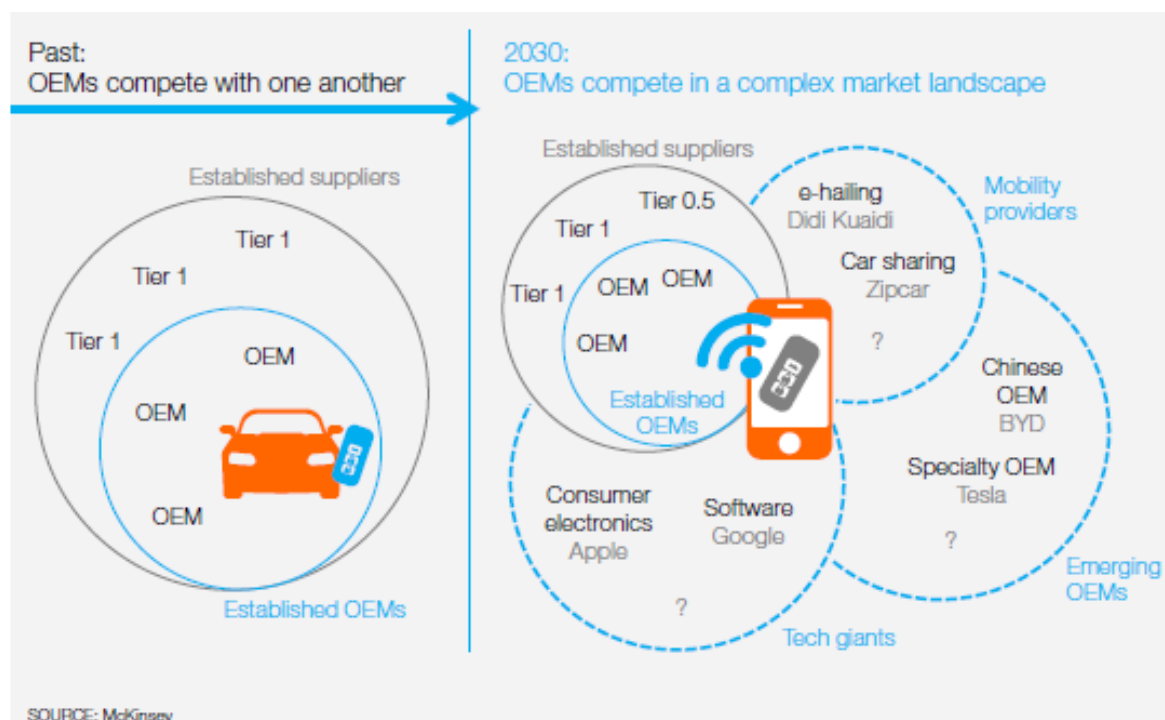 Past:
OEMs compete with one another
2030:
OEMs compete in a complex market landscape
Established suppliers
Tier 1
Tier 1
Tier 1
OEM
OEM
OEM
Established OEMs
Established suppliers
Tier 0.5
Tier 1
Tier 1
OEM
OEM
OEM
Established
OEMs
e-hailing
Didi Kuaidi
Car sharing
Zipcar
?
Mobility
providers
Chinese
OEM
BYD
Specialty OEM
Tesla
?
Emerging
OEMs
Consumer
electronics
Apple
Software
Google
?
Tech giants
SOURCE: McKinsey